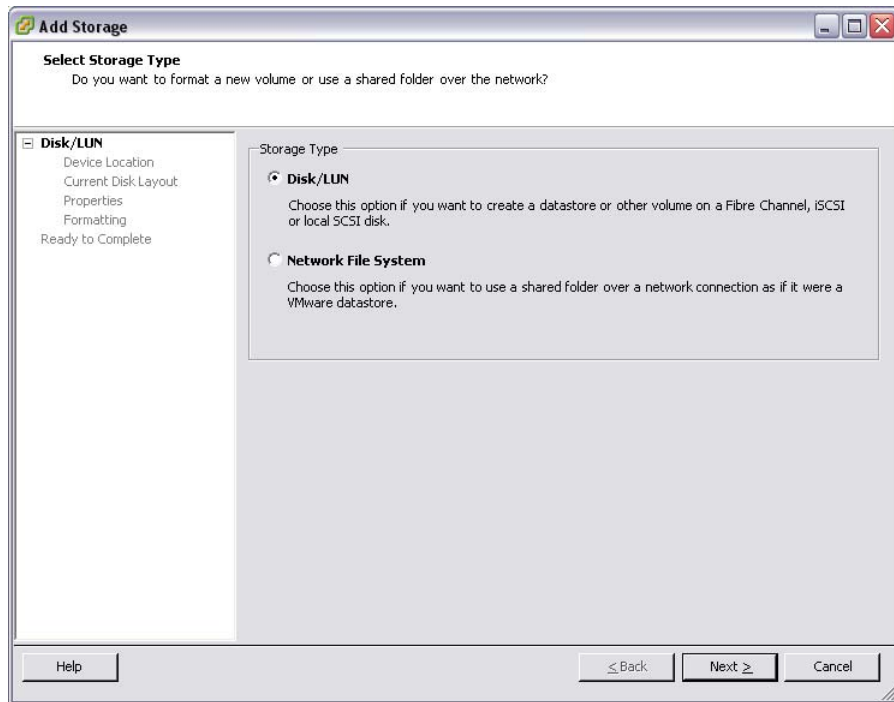 Add Storage
Select Storage Type
Do you want to format a new volume or use a shared folder over the network?
Disk/LUN
Device Location
Current Disk Layout
Properties
Formatting
Ready to Complete
Storage Type
Disk/LUN
Choose this option if you want to create a datastore or other volume on a Fibre Channel, iSCSI
or local SCSI disk.
Network File System
Choose this option if you want to use a shared folder over a network connection as if it were a
VMware datastore.
Help
< Back
Next >
Cancel